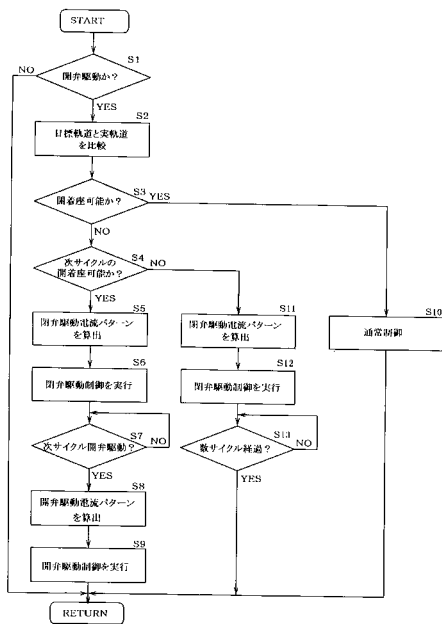 START
S1
開弁駆動か?
NO
YES
S2
目標軌道と実軌道
を比較
S3
開着座可能か?
YES
NO
S4
次サイクルの
開着座可能か?
NO
YES
S5
閉弁駆動電流パターン
を算出
S11
閉弁駆動電流パターン
を算出
S10
通常制御
S6
閉弁駆動制御を実行
S12
閉弁駆動制御を実行
S7
次サイクル開弁駆動?
NO
YES
S13
数サイクル経過?
NO
YES
S8
開弁駆動電流パターン
を算出
S9
開弁駆動制御を実行
RETURN